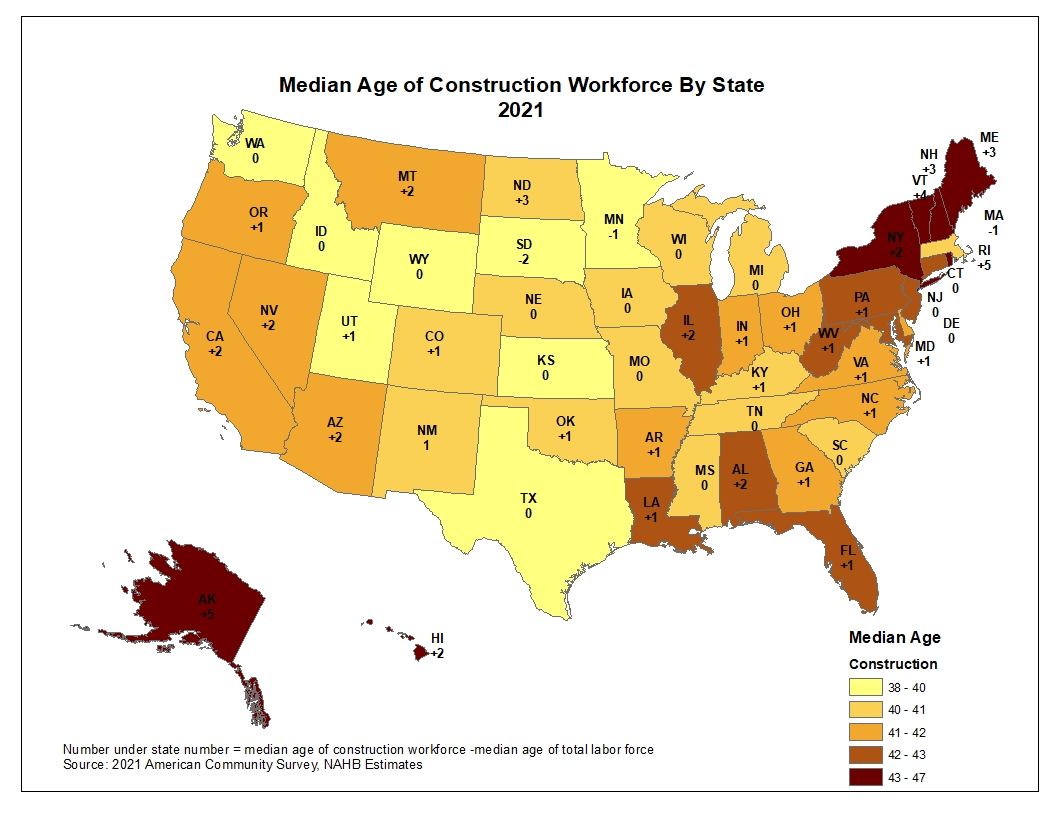 Median Age of Construction Workforce By State
2021
WA
0
MT
+2
ND
+3
MN
-1
OR
+1
ID
0
WY
0
SD
-2
WI
0
MI
0
NH
+3
ME
+3
VT
+4
NY
+2
MA
-1
RI
+5
CT
0
NJ
0
DE
0
MD
+1
NV
+2
CA
+2
UT
+1
CO
+1
NE
0
IA
0
IL
+2
IN
+1
OH
+1
PA
+1
WV
+1
VA
+1
KS
0
MO
0
KY
+1
NC
+1
TN
0
SC
0
AZ
+2
NM
1
OK
+1
AR
+1
MS
0
AL
+2
GA
+1
TX
0
LA
+1
FL
+1
AK
+5
HI
+2
Median Age
Construction
38 - 40
40 - 41
41 - 42
42 - 43
43 - 47
Number under state number = median age of construction workforce -median age of total labor force
Source: 2021 American Community Survey, NAHB Estimates